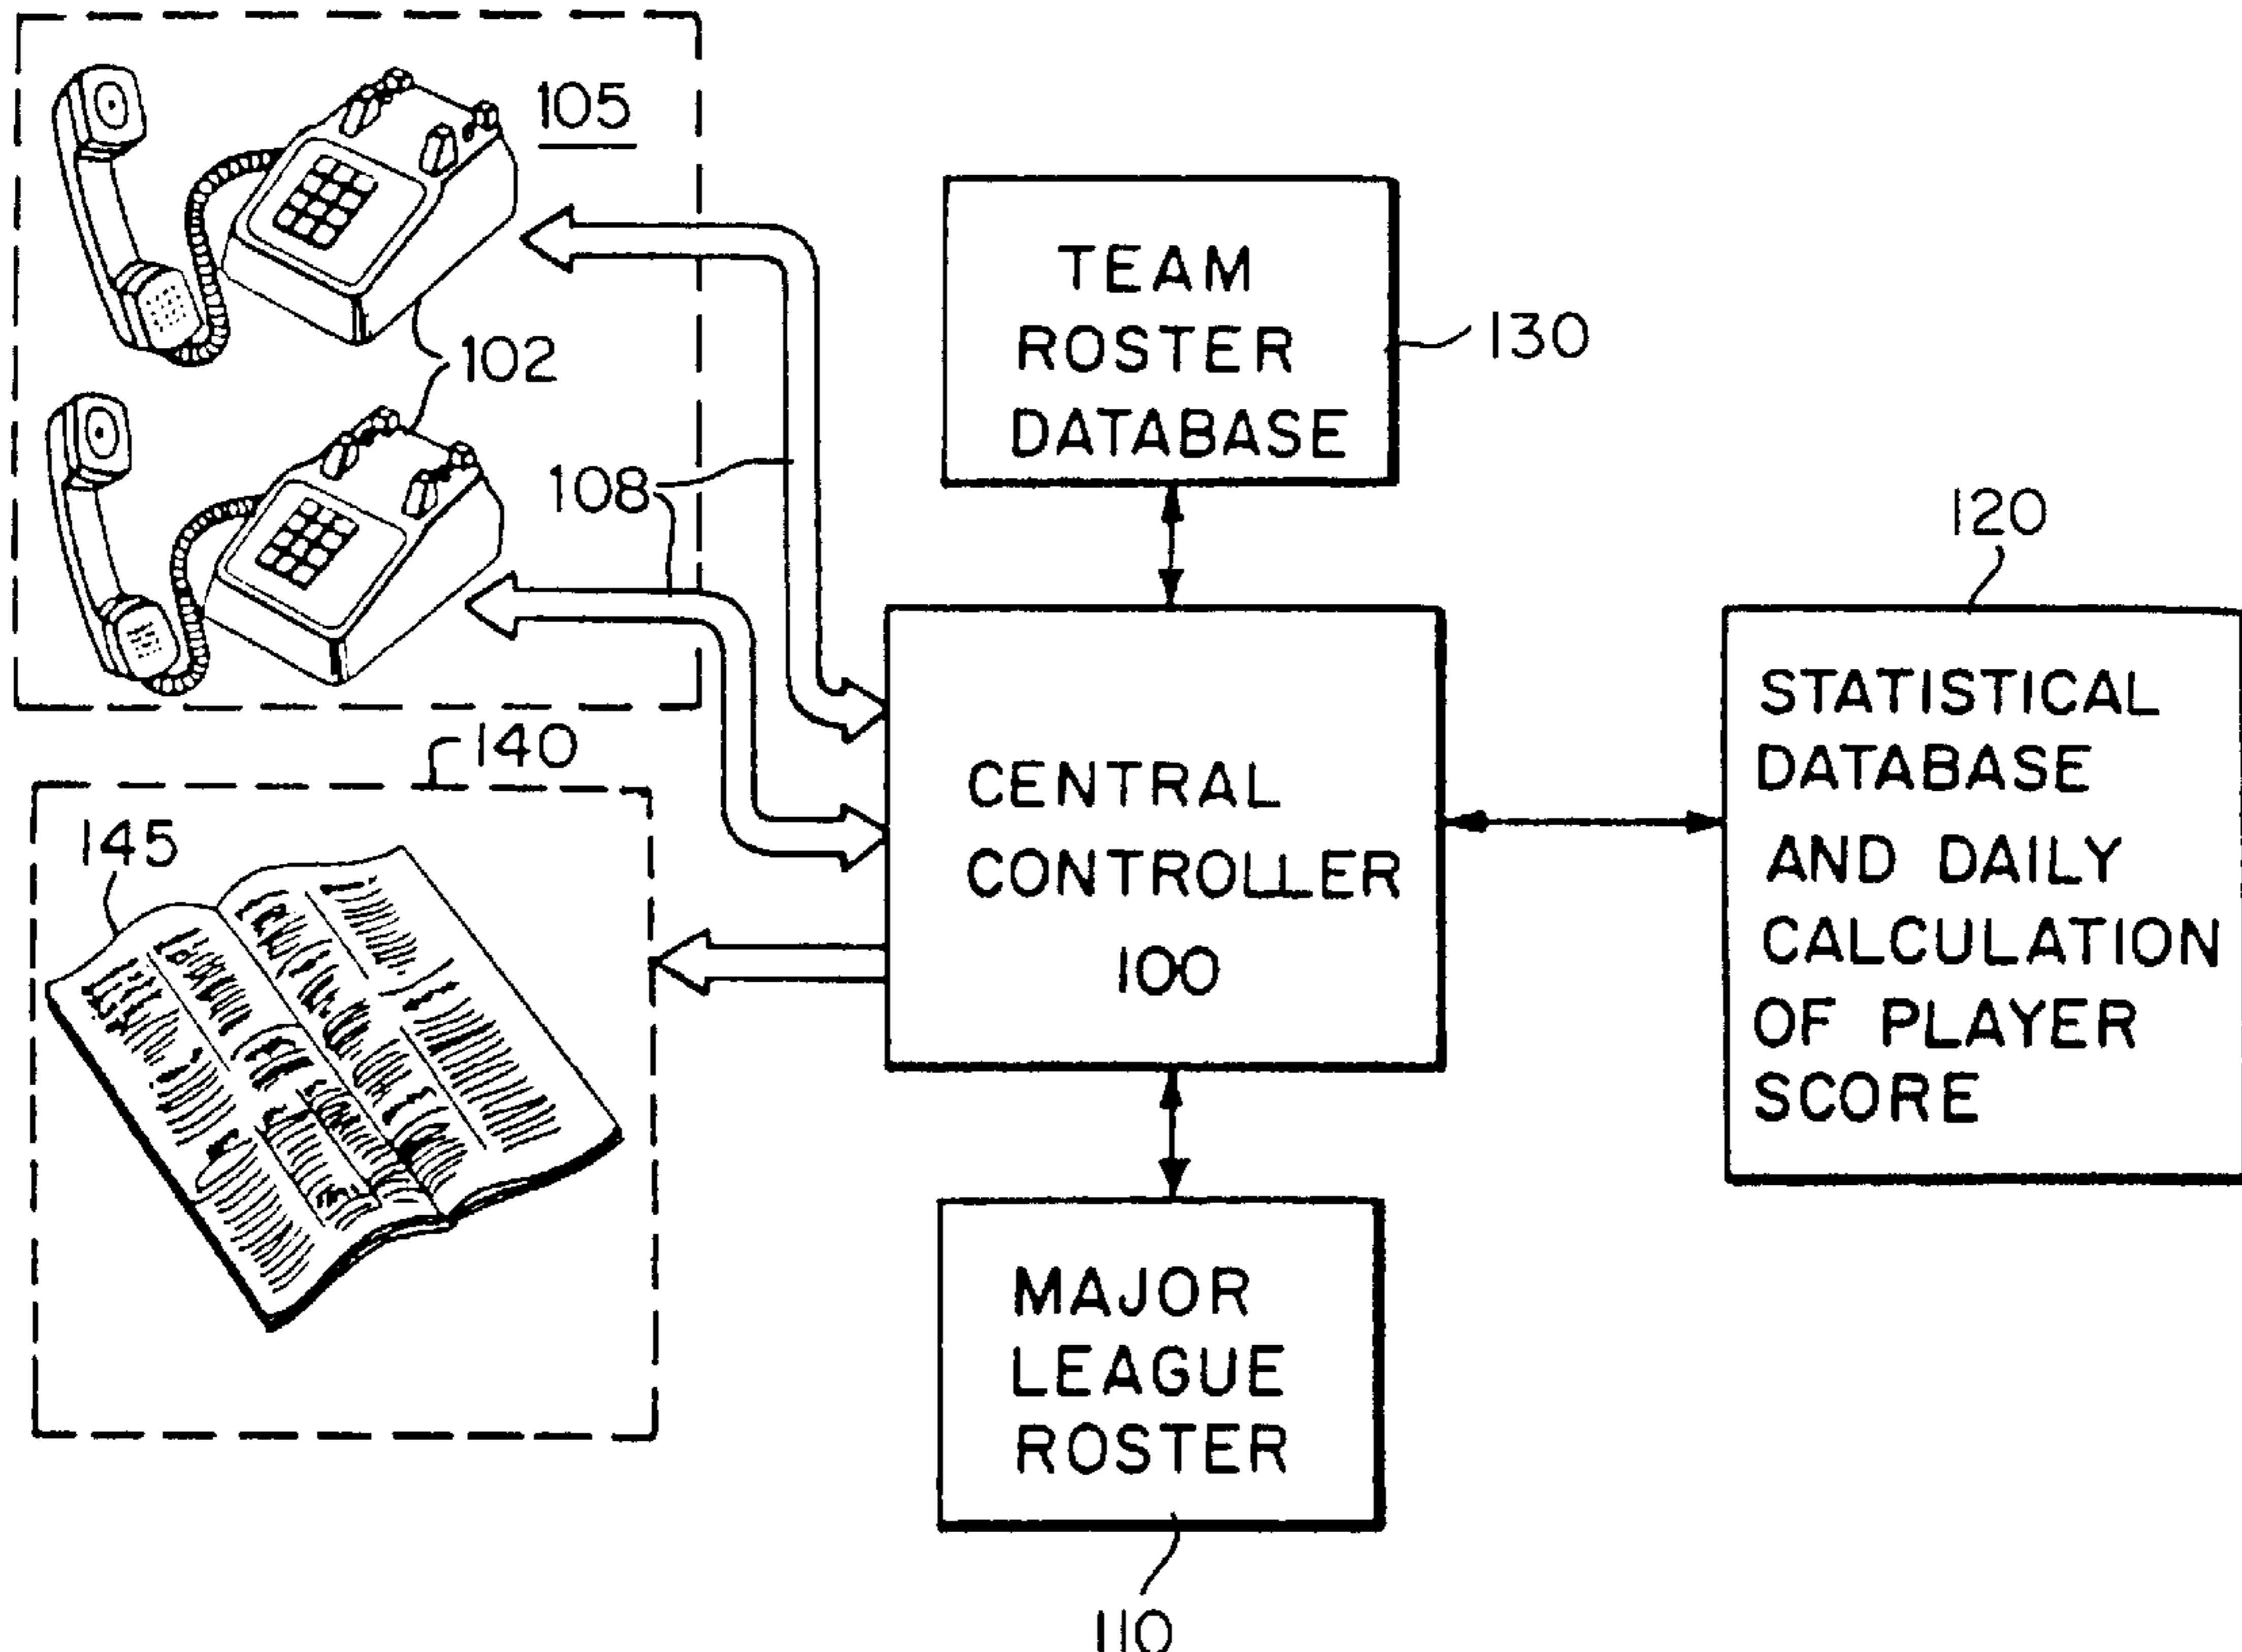 105
102
108
TEAM
ROSTER
DATABASE
130
120
STATISTICAL
DATABASE
AND DAILY
CALCULATION
OF PLAYER
SCORE
CENTRAL
CONTROLLER
100
140
145
MAJOR
LEAGUE
ROSTER
110